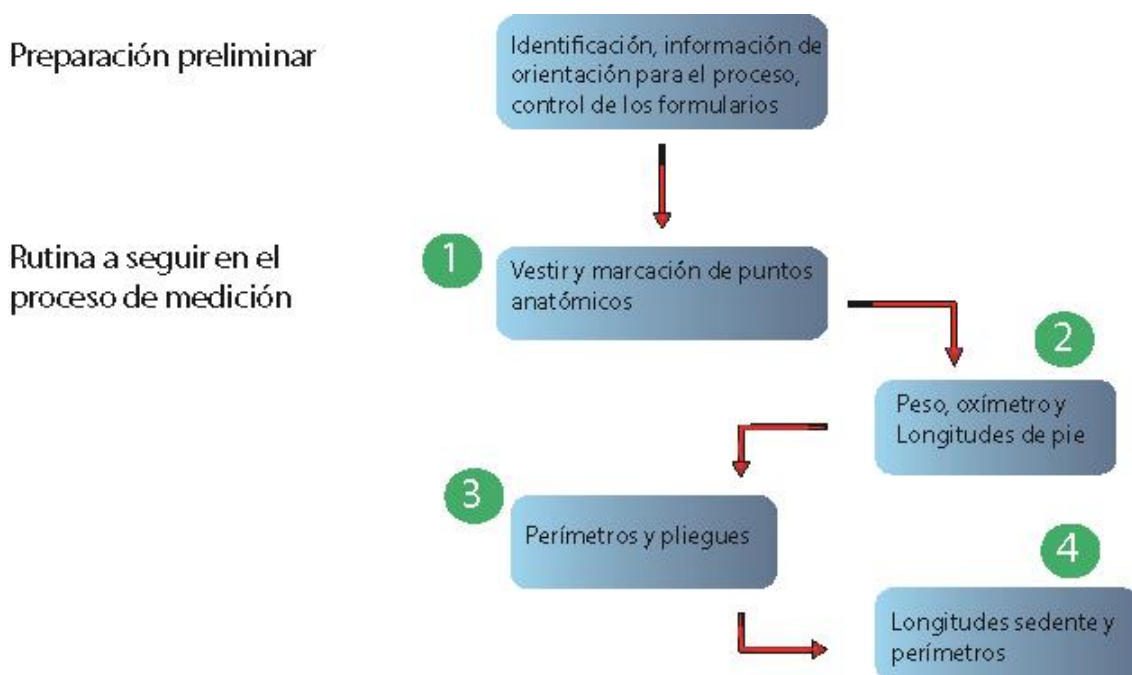 Preparación preliminar
Identificación, información de
orientación para el proceso,
control de los formularios
Rutina a seguir en el
proceso de medición
1
Vestir y marcación de puntos
anatómicos
2
Peso, oxímetro y
Longitudes de pie
3
Perímetros y pliegues
4
Longitudes sedente y
perímetros